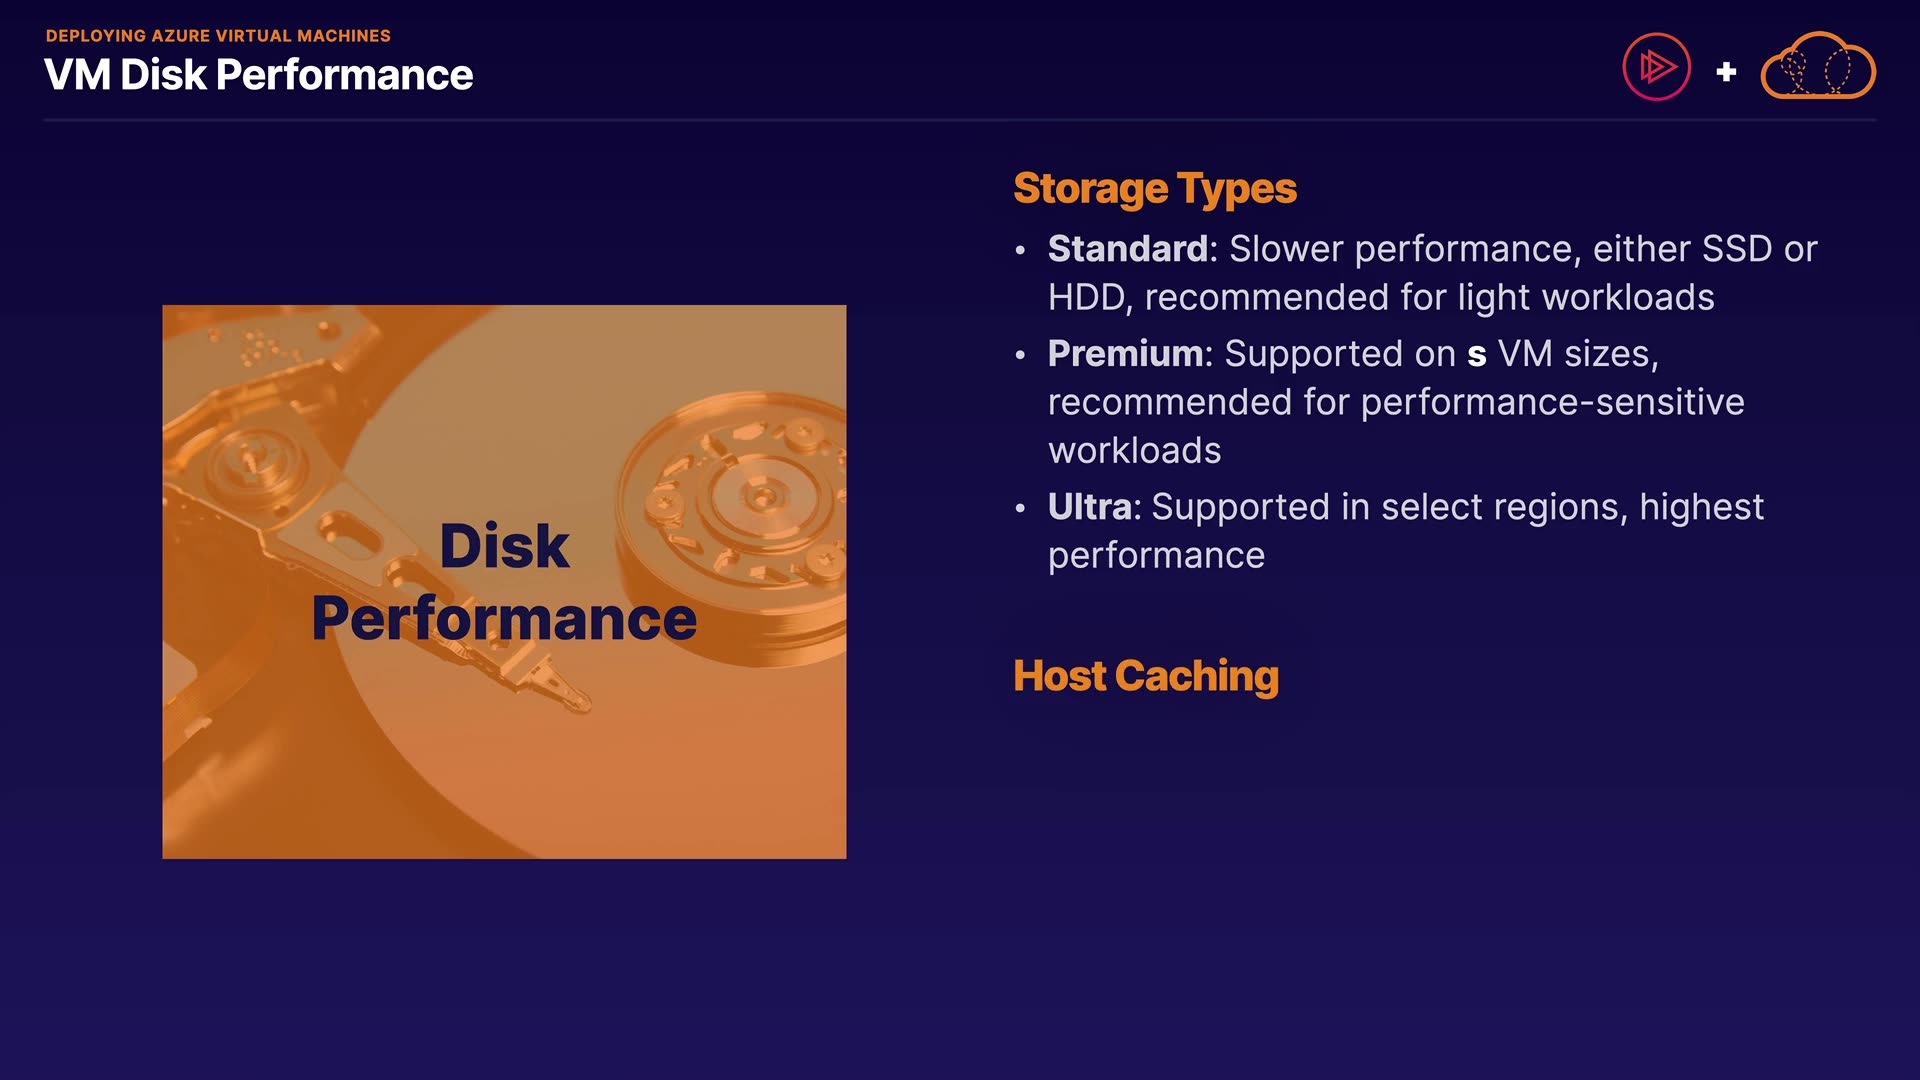 DEPLOYING AZURE VIRTUAL MACHINES
VM Disk Performance
Disk
Performance
Storage Types
• Standard: Slower performance, either SSD or
HDD, recommended for light workloads
• Premium: Supported on s VM sizes,
recommended for performance-sensitive
workloads
• Ultra: Supported in select regions, highest
performance
Host Caching